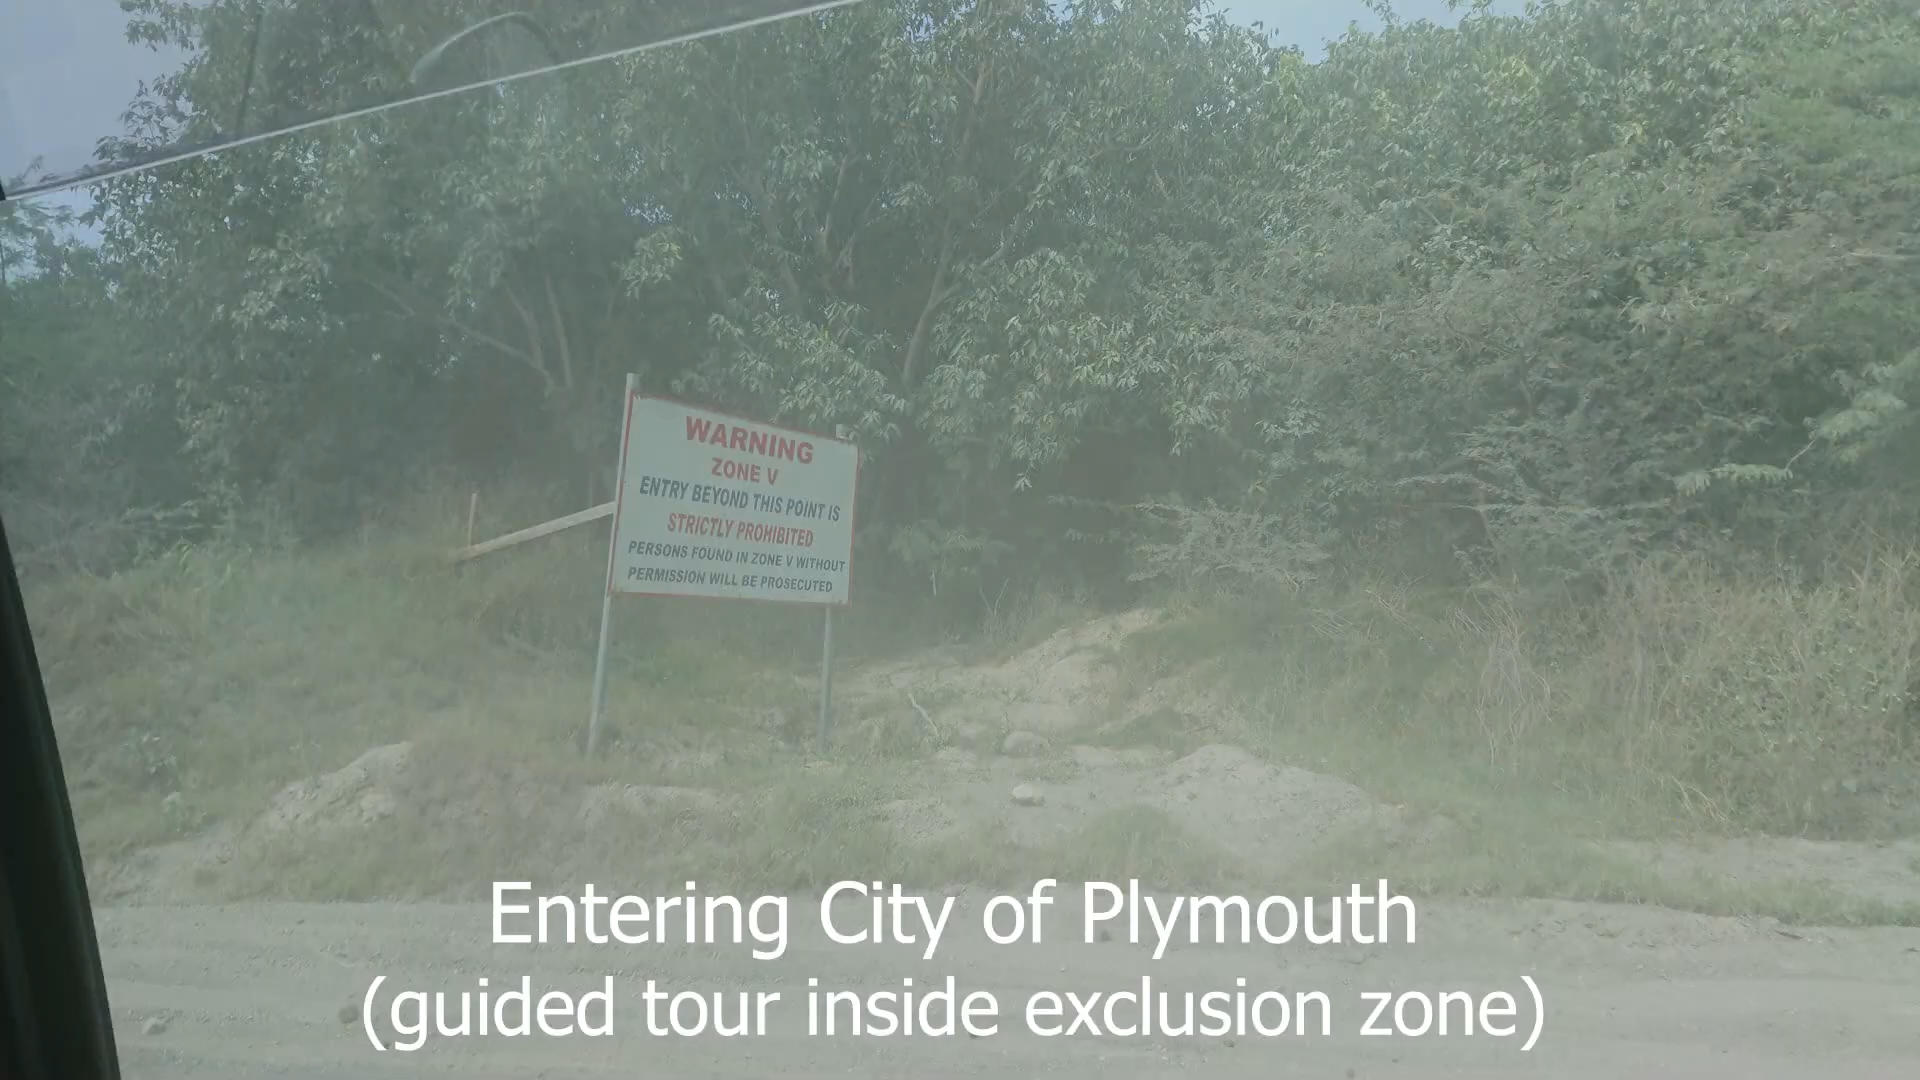 WARNING
ZONE V
ENTRY BEYOND THIS POINT IS
STRICTLY PROHIBITED
PERSONS FOUND IN ZONE V WITHOUT
PERMISSION WILL BE PROSECUTED
Entering City of Plymouth
(guided tour inside exclusion zone)